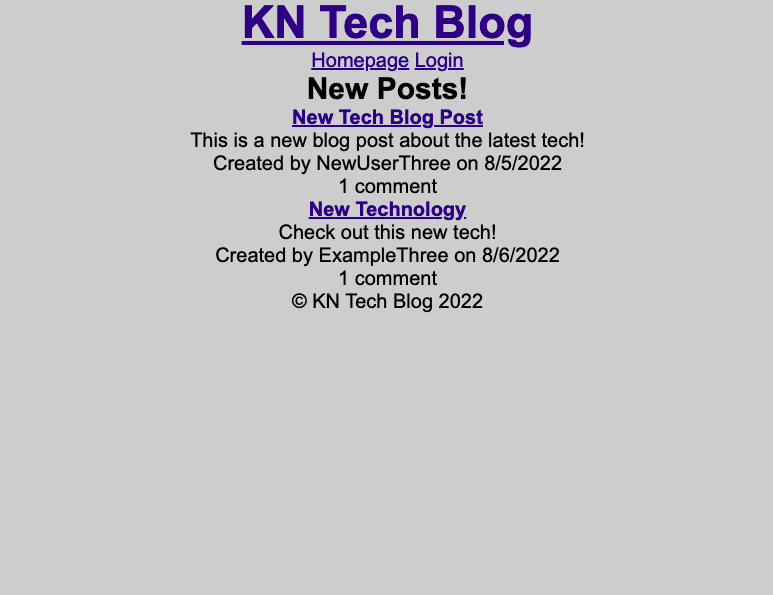 KN Tech Blog
Homepage Login
New Posts!
New Tech Blog Post
This is a new blog post about the latest tech!
Created by NewUserThree on 8/5/2022
1 comment
New Technology
Check out this new tech!
Created by ExampleThree on 8/6/2022
1 comment
© KN Tech Blog 2022